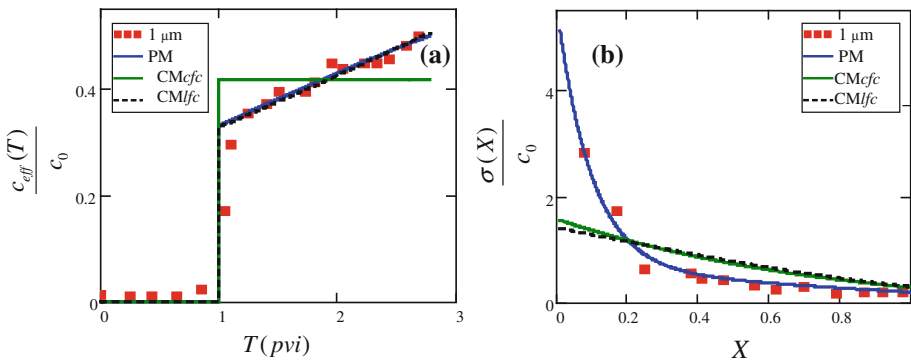 1 μm
PM
CMcfc
CMlfc
(a)
0.4
0.2
0
0 1 2 3
c_eff(T)
c_0
T(pvi)
1 μm
PM
CMcfc
CMlfc
(b)
4
2
0
0 0.2 0.4 0.6 0.8
σ(X)
c_0
X